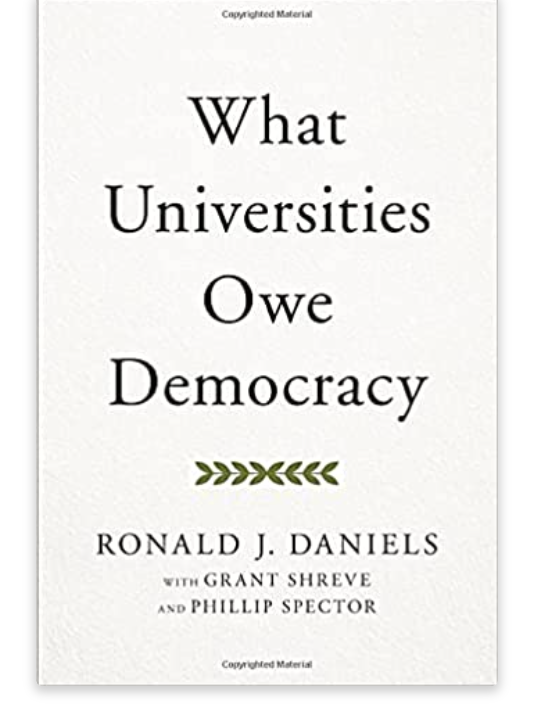 Copyrighted Material
What
Universities
Owe
Democracy
RONALD J. DANIELS
WITH GRANT SHREVE
AND PHILLIP SPECTOR
Copyrighted Material